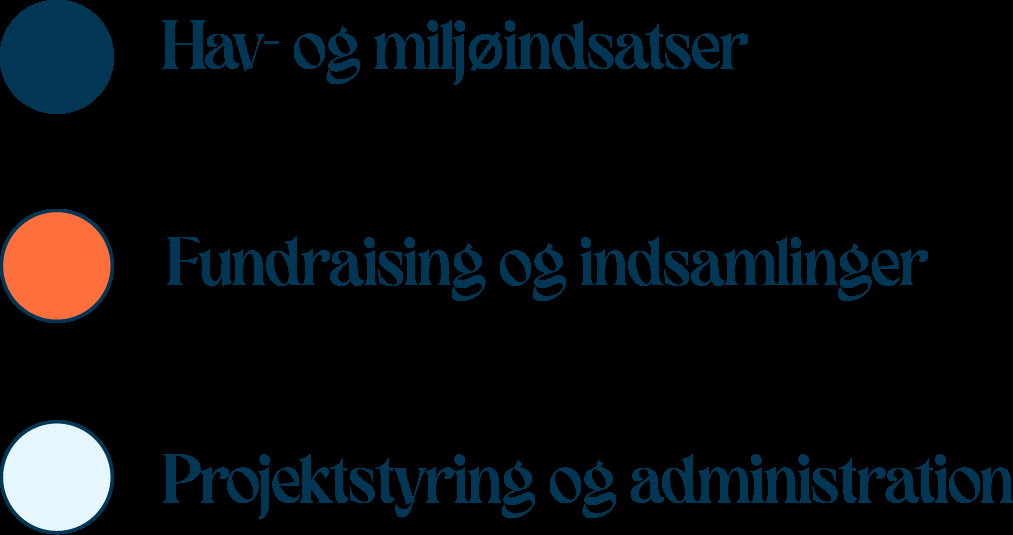 Hav- og miljøindsatser
Fundraising og indsamlinger
Projektstyring og administration